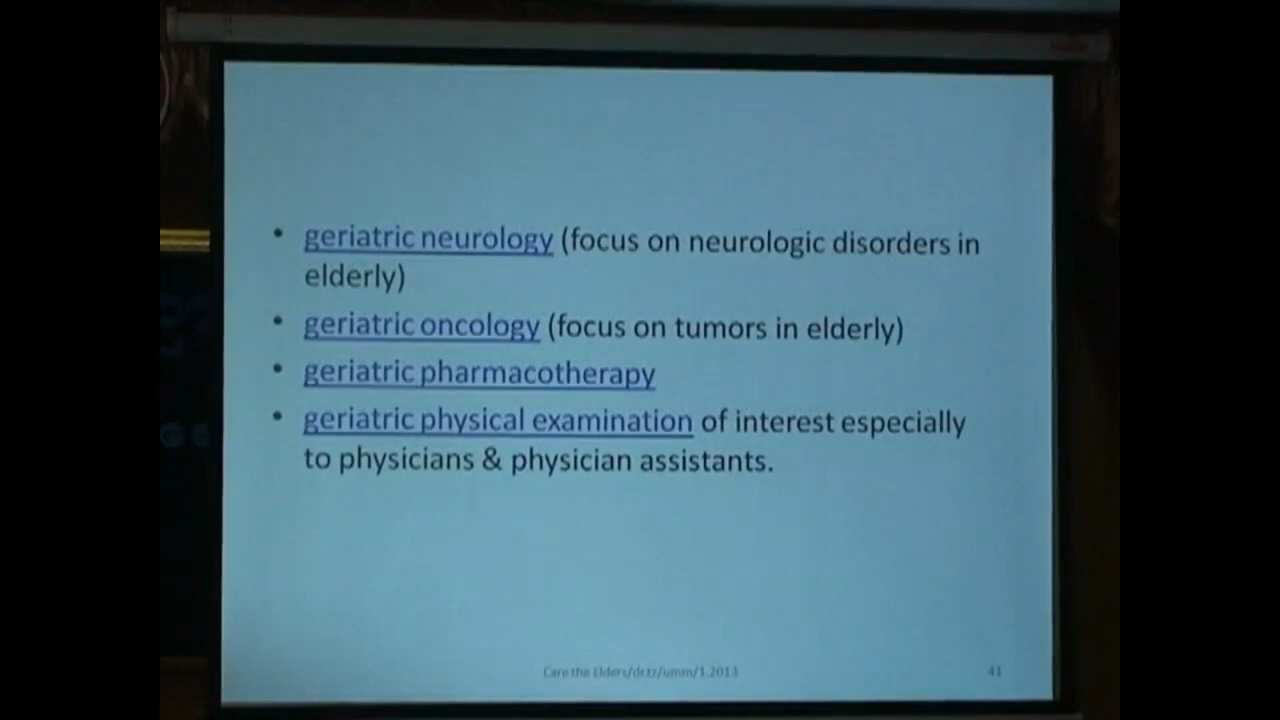 • geriatric neurology (focus on neurologic disorders in
elderly)
• geriatric oncology (focus on tumors in elderly)
• geriatric pharmacotherapy
• geriatric physical examination of interest especially
to physicians & physician assistants.
Care the Elders/dr.tz/umm/1.2013
41